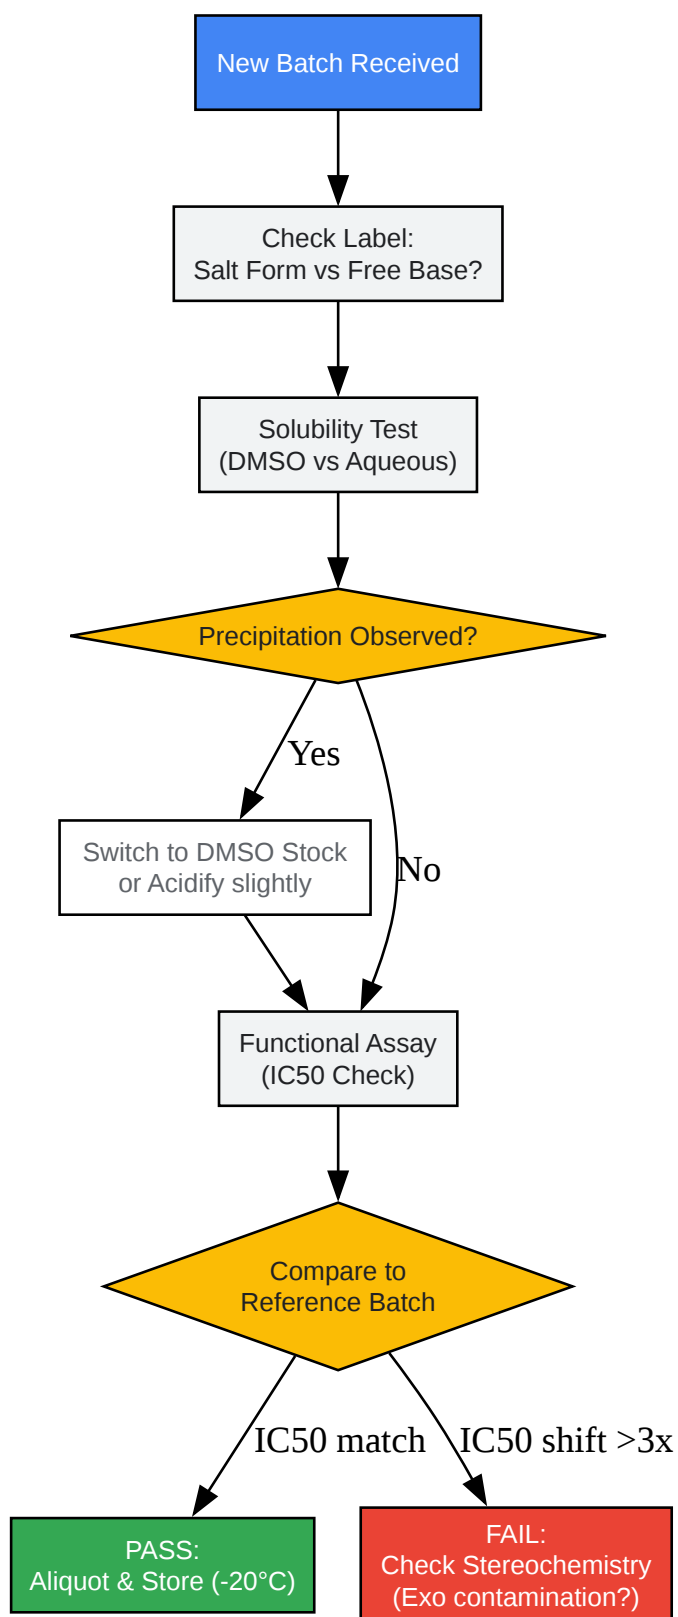 New Batch Received
Check Label:
Salt Form vs Free Base?
Solubility Test
(DMSO vs Aqueous)
Precipitation Observed?
Yes
Switch to DMSO Stock
or Acidify slightly
No
Functional Assay
(IC50 Check)
Compare to
Reference Batch
IC50 match
IC50 shift >3x
PASS:
Aliquot & Store (-20°C)
FAIL:
Check Stereochemistry
(Exo contamination?)